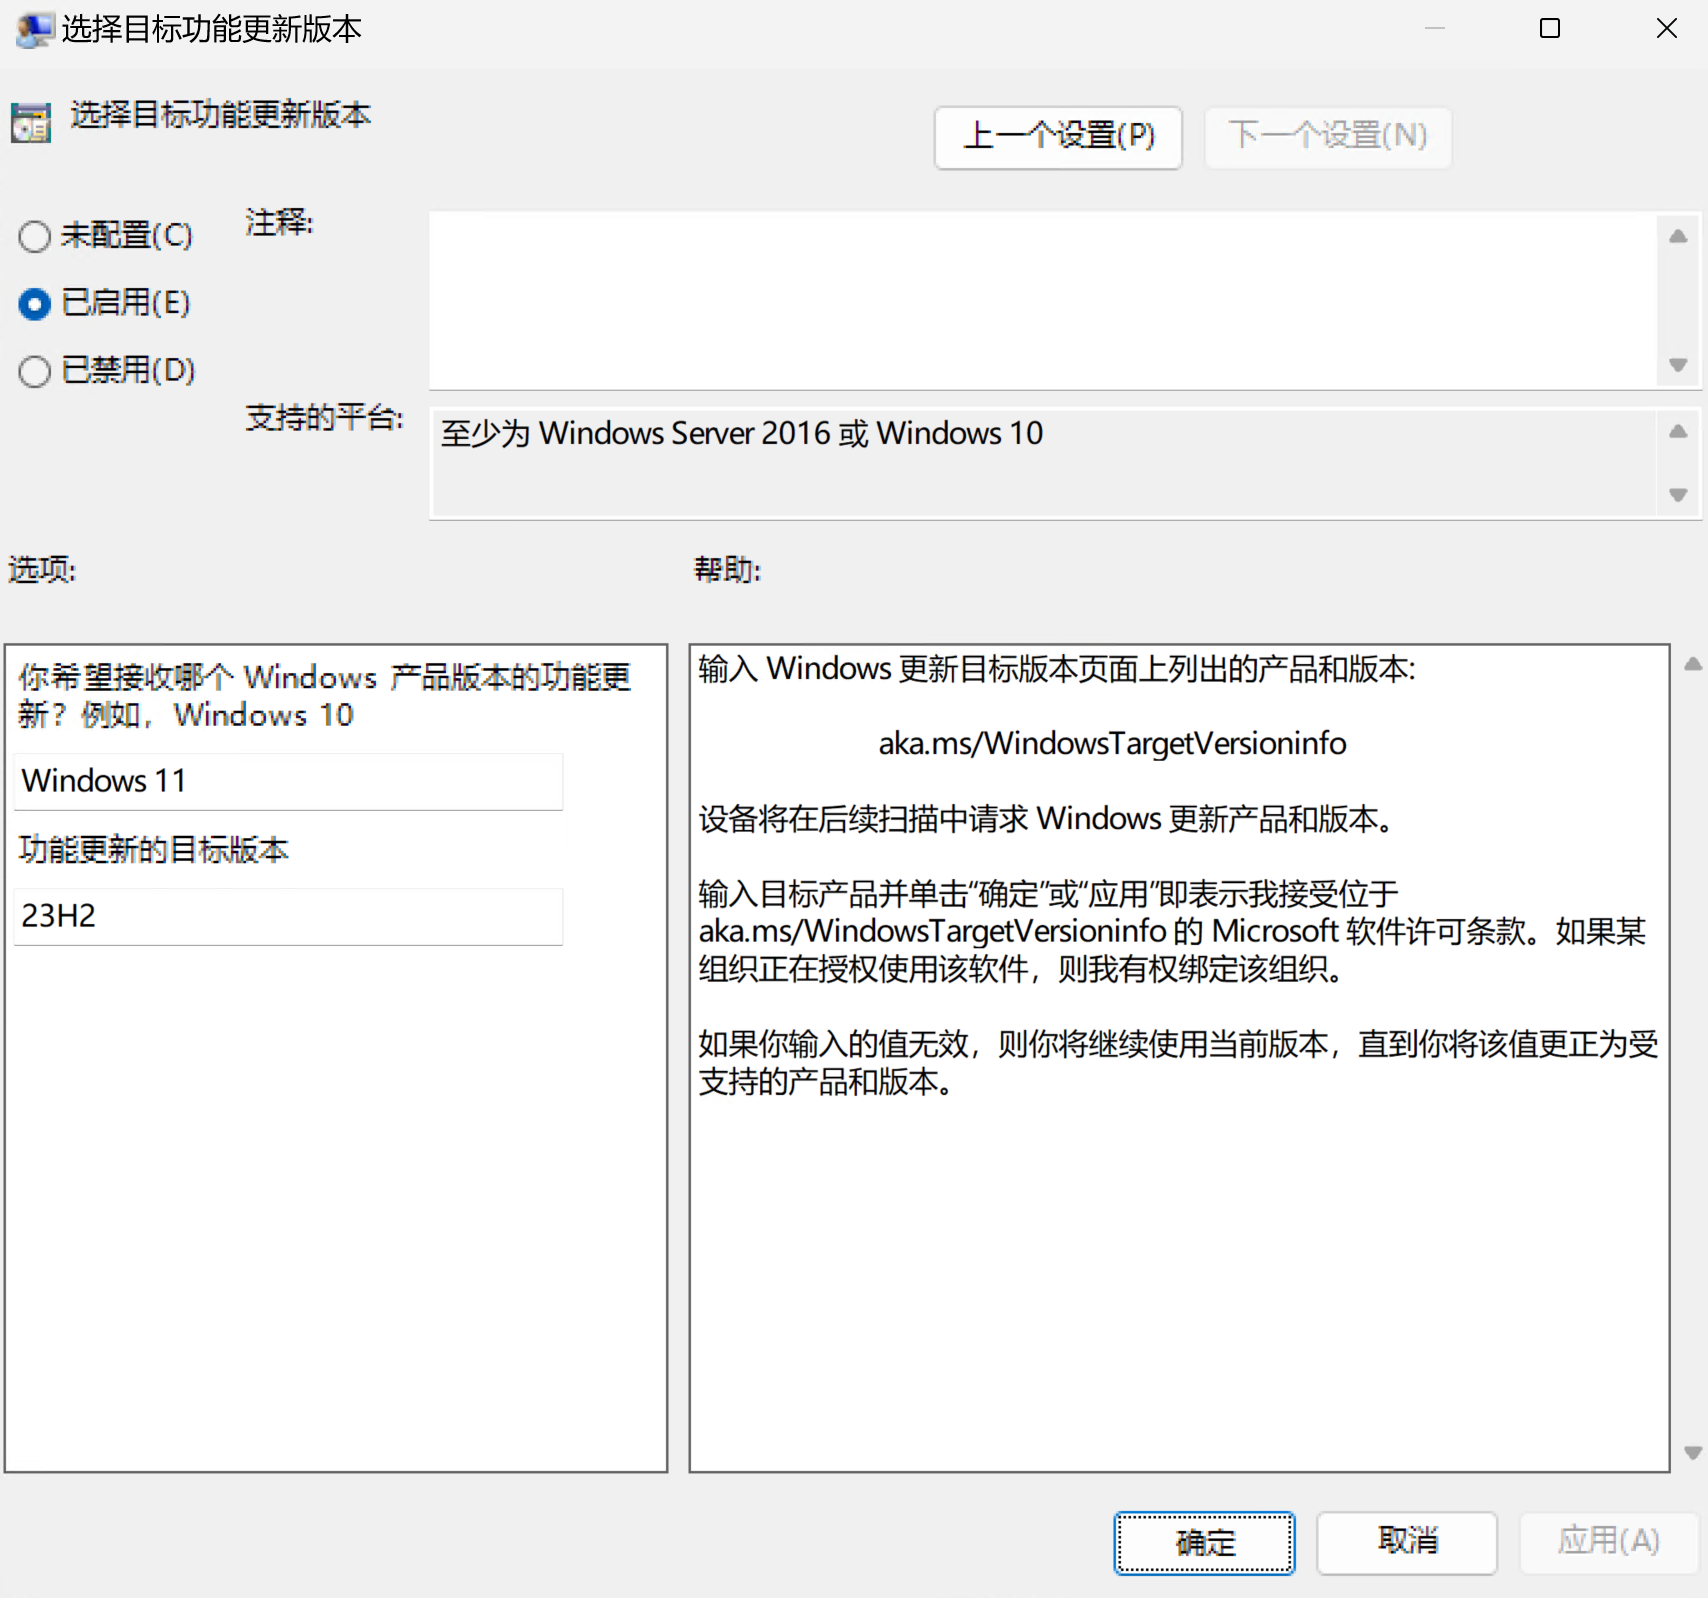 选择目标功能更新版本
选择目标功能更新版本
上一个设置(P)
下一个设置(N)
未配置(C)
已启用(E)
已禁用(D)
注释:
支持的平台:
至少为 Windows Server 2016 或 Windows 10
选项:
帮助:
你希望接收哪个 Windows 产品版本的功能更
新？例如，Windows 10
Windows 11
功能更新的目标版本
23H2
输入 Windows 更新目标版本页面上列出的产品和版本:
aka.ms/WindowsTargetVersioninfo
设备将在后续扫描中请求 Windows 更新产品和版本。
输入目标产品并单击“确定”或“应用”即表示我接受位于
aka.ms/WindowsTargetVersioninfo 的 Microsoft 软件许可条款。如果某
组织正在授权使用该软件，则我有权绑定该组织。
如果你输入的值无效，则你将继续使用当前版本，直到你将该值更正为受
支持的产品和版本。
确定
取消
应用(A)